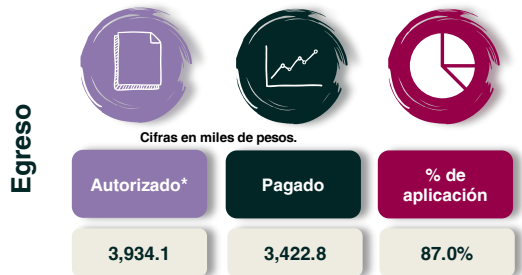 Egreso
Cifras en miles de pesos.
Autorizado*
Pagado
% de
aplicación
3,934.1
3,422.8
87.0%